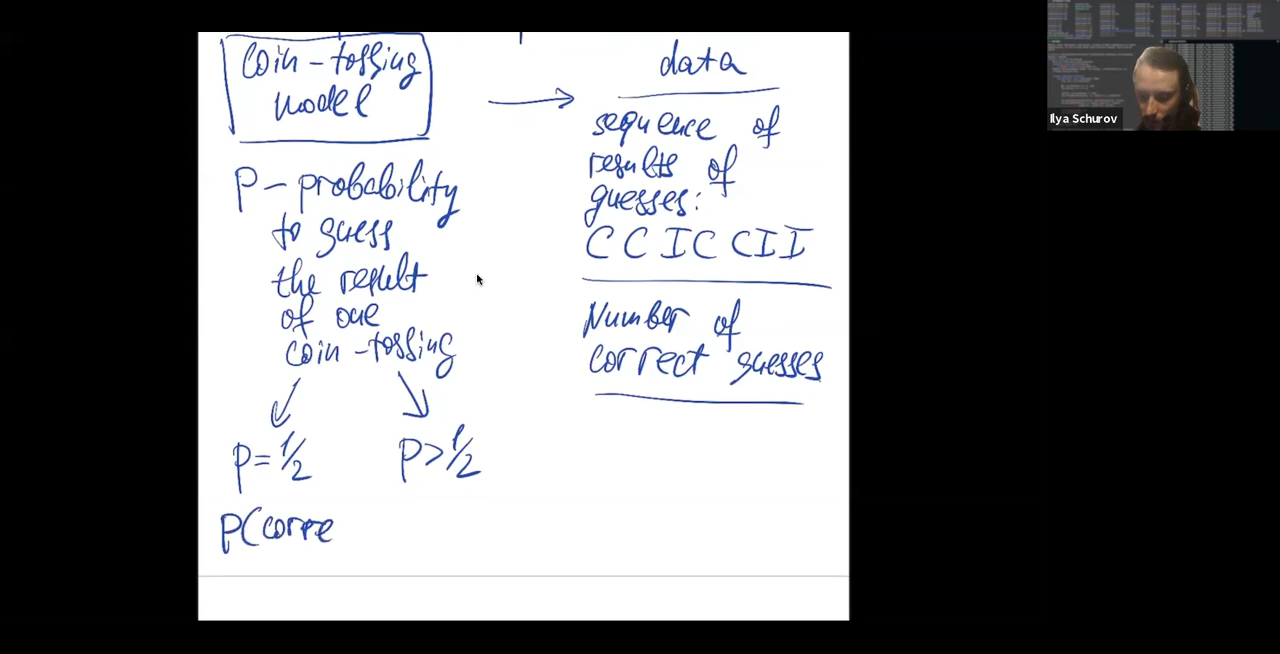 coin-tossing
model
p - probability
to guess
the result
of one
coin-tossing
p = 1/2
p > 1/2
p(corre
data
sequence of
results of
guesses:
C C I C C I I
Number of
correct guesses
Ilya Schurov